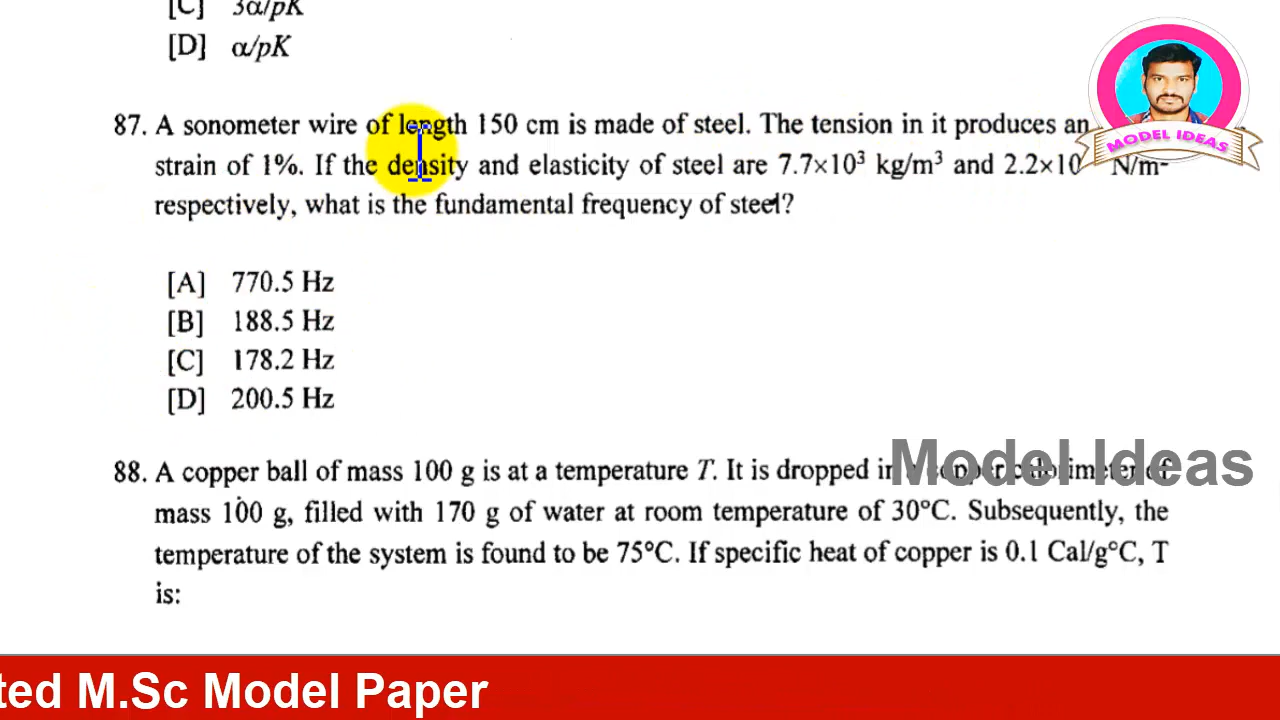 [C] 3α/pK
[D] α/pK
87. A sonometer wire of length 150 cm is made of steel. The tension in it produces an
strain of 1%. If the density and elasticity of steel are 7.7×10³ kg/m³ and 2.2×10 N/m²
respectively, what is the fundamental frequency of steel?
[A] 770.5 Hz
[B] 188.5 Hz
[C] 178.2 Hz
[D] 200.5 Hz
88. A copper ball of mass 100 g is at a temperature T. It is dropped in a copper calorimeter of
mass 100 g, filled with 170 g of water at room temperature of 30°C. Subsequently, the
temperature of the system is found to be 75°C. If specific heat of copper is 0.1 Cal/g°C, T
is:
MODEL IDEAS
Model Ideas
ted M.Sc Model Paper